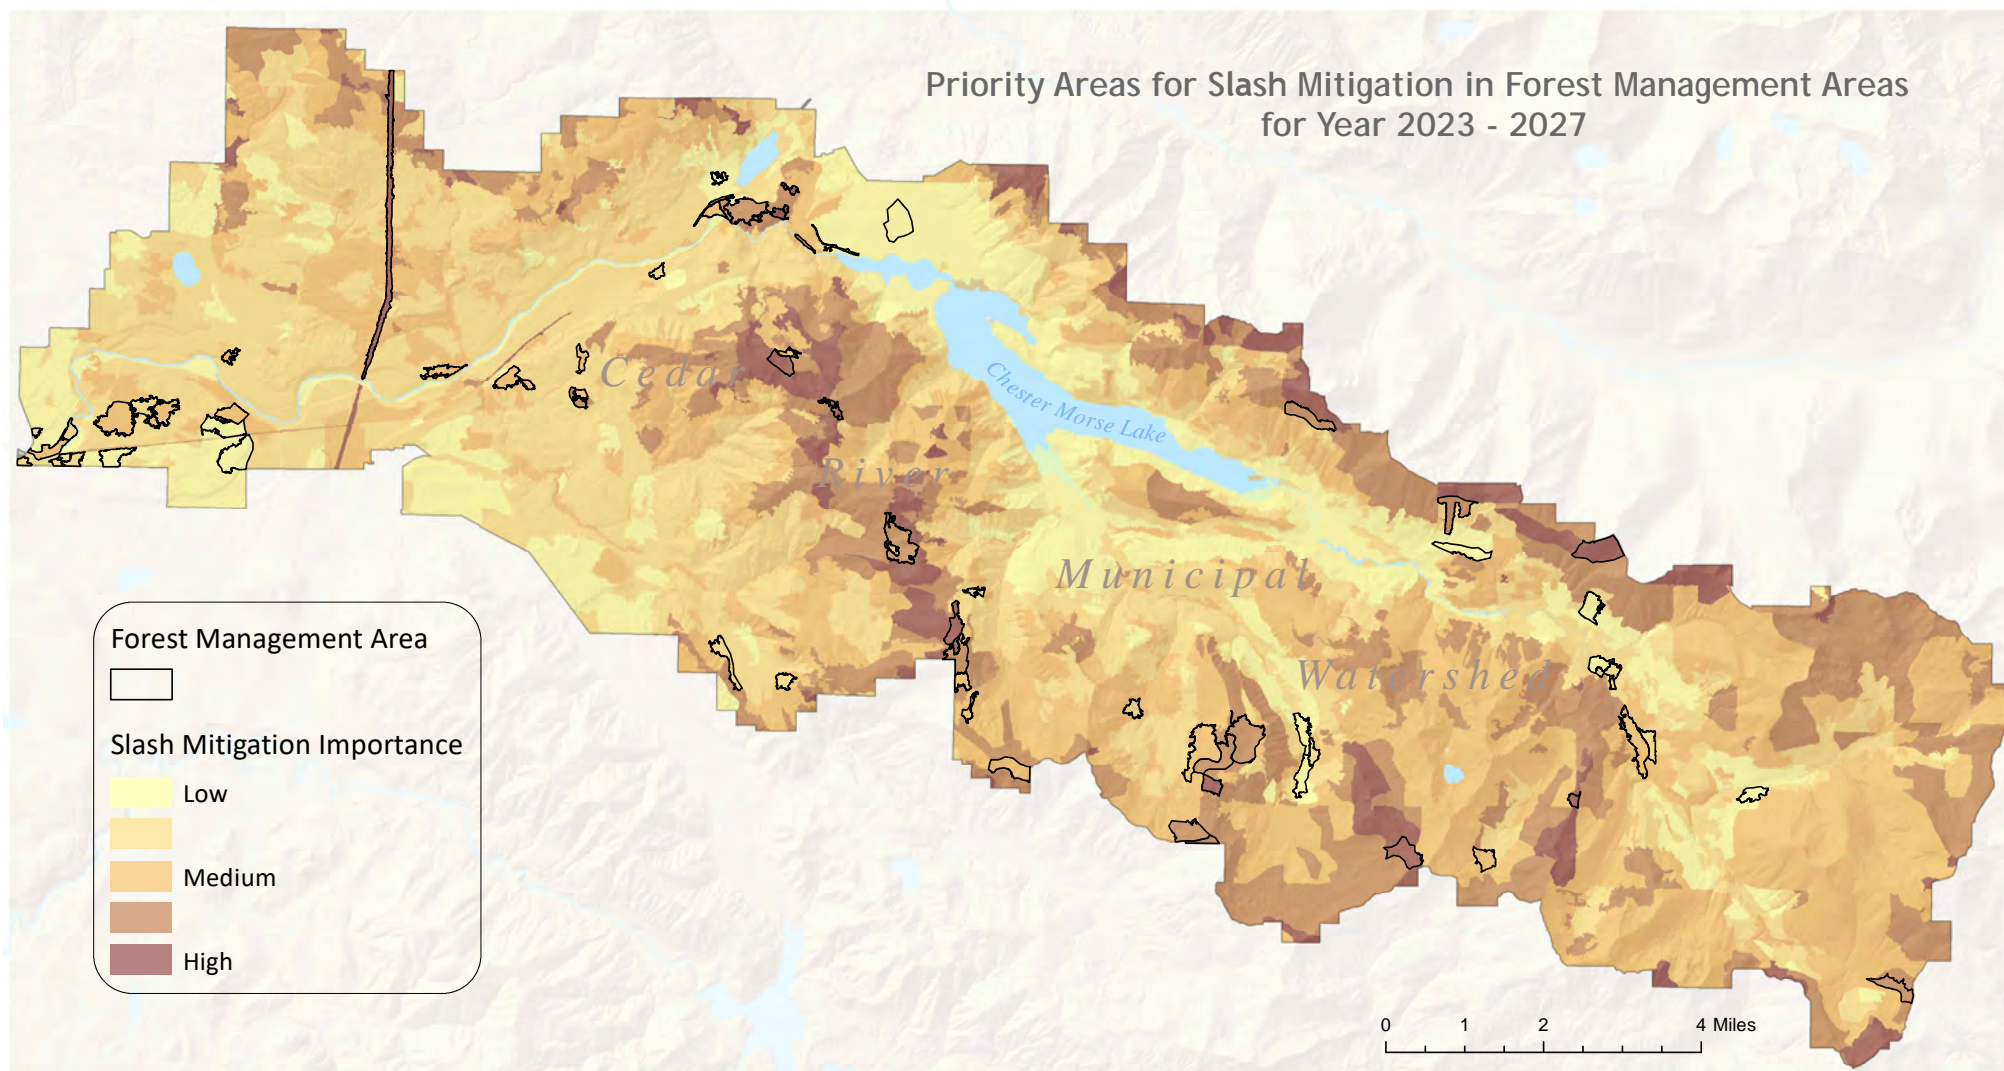 Priority Areas for Slash Mitigation in Forest Management Areas
for Year 2023 - 2027
Cedar
River
Municipal
Watershed
Chester Morse Lake
Forest Management Area
Slash Mitigation Importance
Low
Medium
High
0 1 2 4 Miles